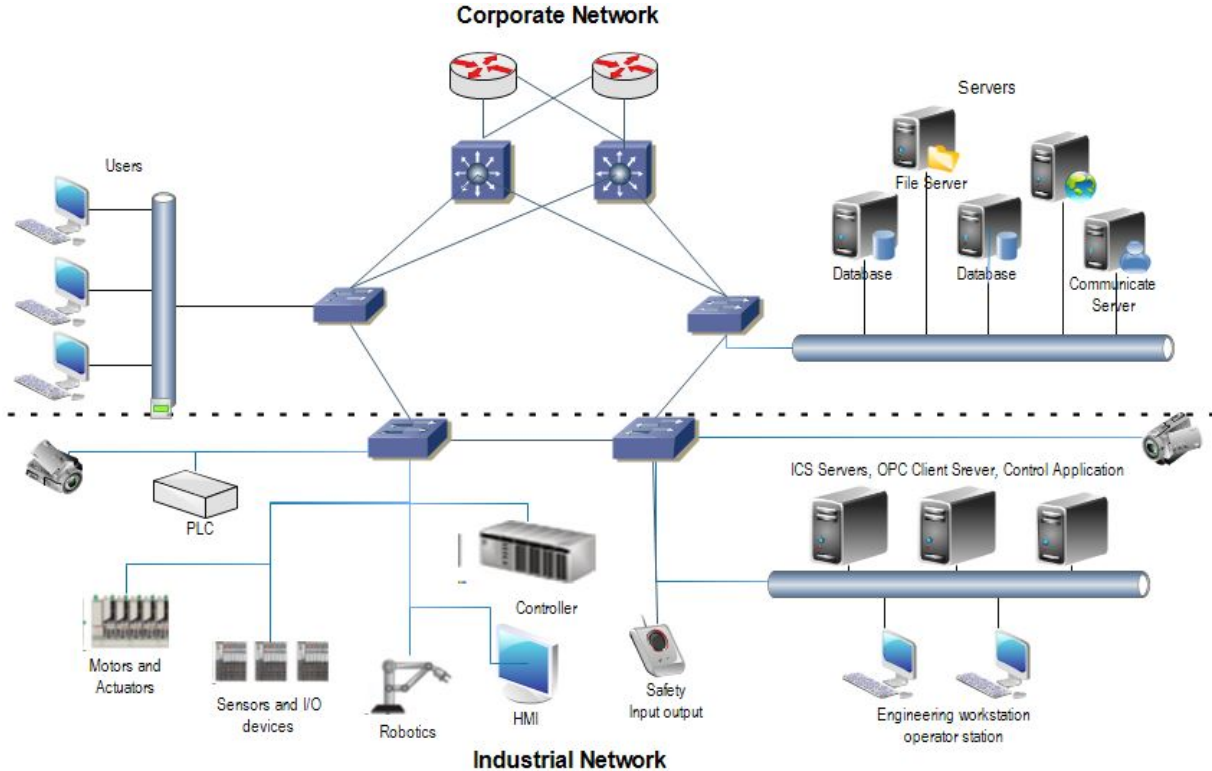 Corporate Network
Servers
Users
File Server
Database
Database
Communicate
Server
ICS Servers, OPC Client Srever, Control Application
PLC
Controller
Motors and
Actuators
Sensors and I/O
devices
Robotics
HMI
Safety
Input output
Engineering workstation
operator station
Industrial Network